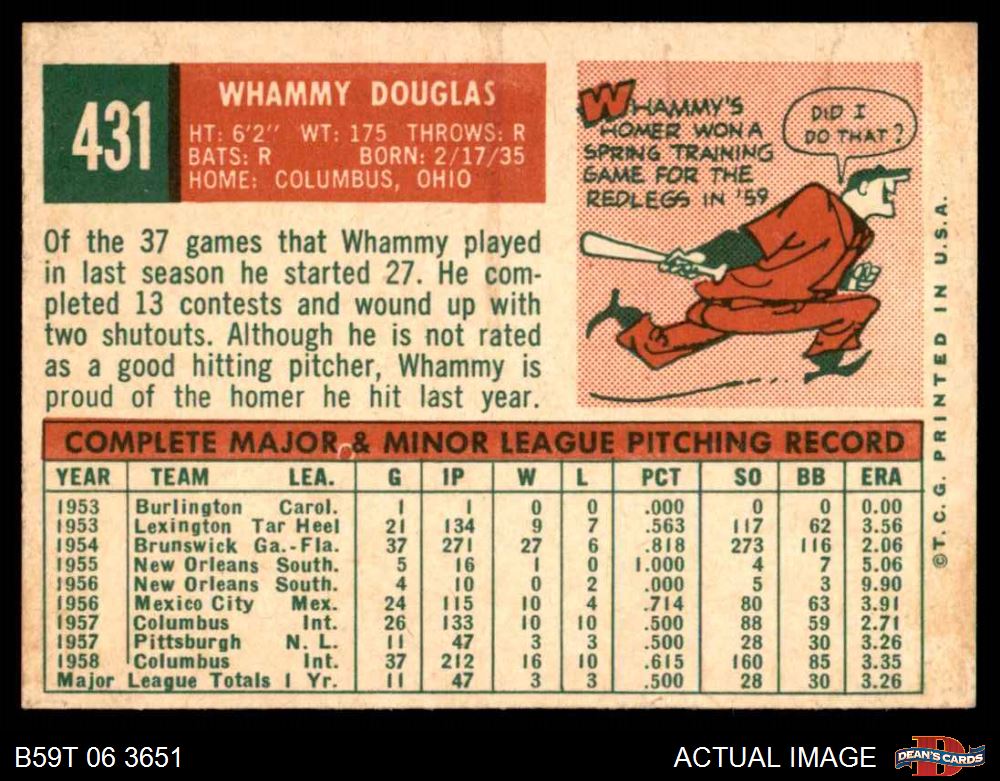 431
WHAMMY DOUGLAS
HT: 6'2" WT: 175 THROWS: R
BATS: R BORN: 2/17/35
HOME: COLUMBUS, OHIO
WHAMMY'S
HOMER WON A
SPRING TRAINING
GAME FOR THE
REDLEGS IN '59
DID I
DO THAT?
Of the 37 games that Whammy played
in last season he started 27. He com-
pleted 13 contests and wound up with
two shutouts. Although he is not rated
as a good hitting pitcher, Whammy is
proud of the homer he hit last year.
COMPLETE MAJOR & MINOR LEAGUE PITCHING RECORD
YEAR TEAM LEA. G IP W L PCT SO BB ERA
1953 Burlington Carol. 1 1 0 0 .000 0 0 0.00
1953 Lexington Tar Heel 21 134 9 7 .563 117 62 3.56
1954 Brunswick Ga.-Fla. 37 271 27 6 .818 273 116 2.06
1955 New Orleans South. 5 16 1 0 1.000 4 7 5.06
1956 New Orleans South. 4 10 0 2 .000 5 3 9.90
1956 Mexico City Mex. 24 115 10 4 .714 80 63 3.91
1957 Columbus Int. 26 133 10 10 .500 88 59 2.71
1957 Pittsburgh N. L. 11 47 3 3 .500 28 30 3.26
1958 Columbus Int. 37 212 16 10 .615 160 85 3.35
Major League Totals 1 Yr. 11 47 3 3 .500 28 30 3.26
©T. C. G. PRINTED IN U.S.A.
B59T 06 3651
ACTUAL IMAGE
D
DEAN'S CARDS